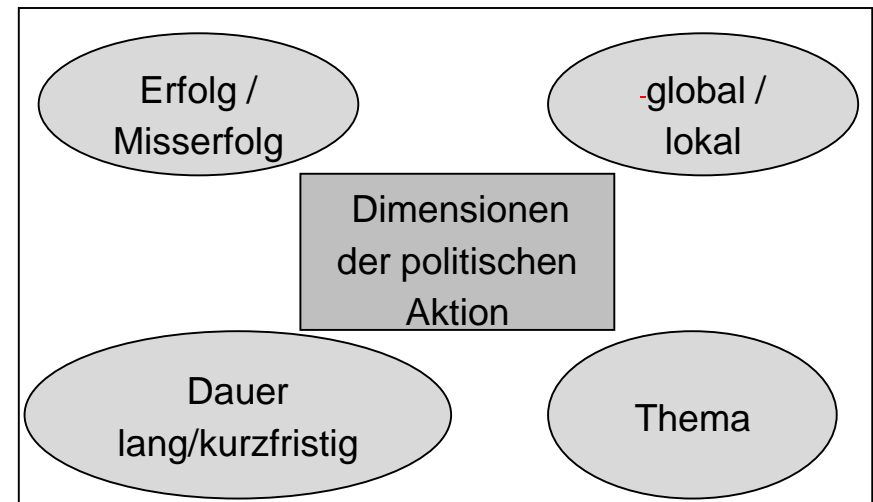 Erfolg /
Misserfolg
-global /
lokal
Dimensionen
der politischen
Aktion
Dauer
lang/kurzfristig
Thema